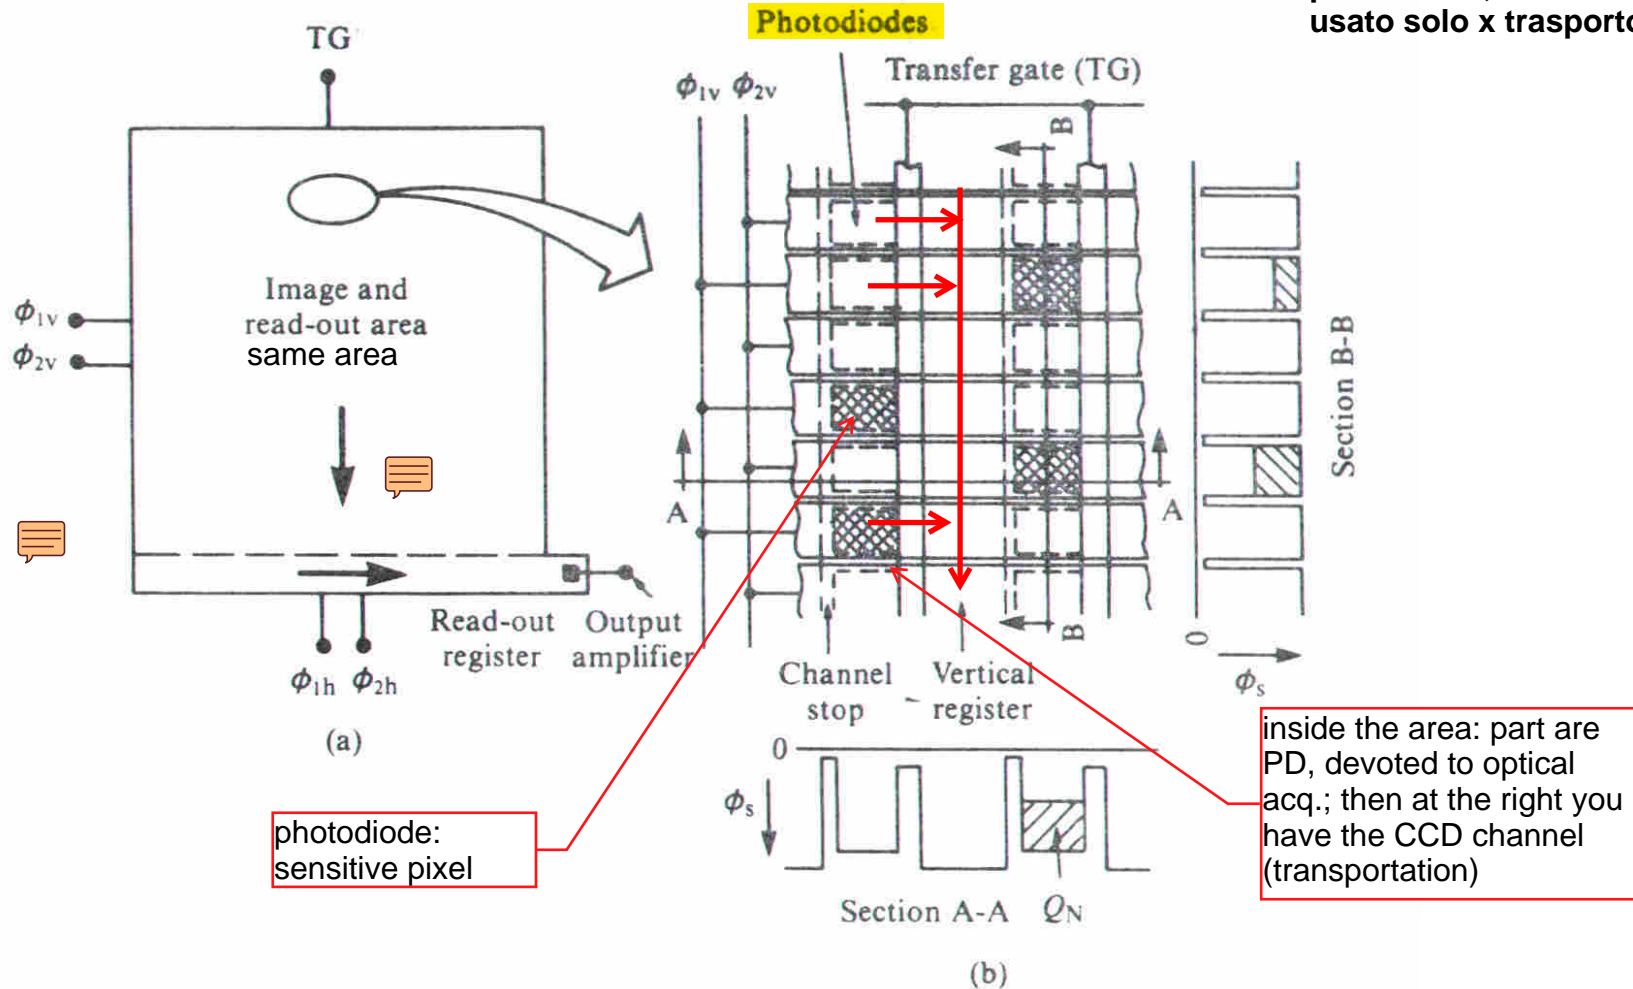 usato solo x trasporto
Photodiodes
TG
Transfer gate (TG)
ϕ1v ϕ2v
B
Image and
read-out area
same area
ϕ1v
ϕ2v
Section B-B
A
A
B
0
ϕs
Read-out
register
Output
amplifier
ϕ1h ϕ2h
(a)
Channel
stop
Vertical
register
0
ϕs
Section A-A QN
(b)
photodiode:
sensitive pixel
inside the area: part are
PD, devoted to optical
acq.; then at the right you
have the CCD channel
(transportation)